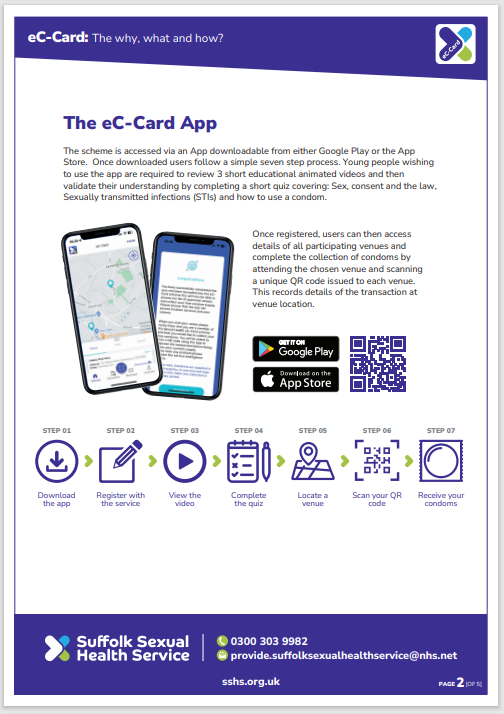 eC-Card: The why, what and how?
eC-Card
The eC-Card App
The scheme is accessed via an App downloadable from either Google Play or the App
Store. Once downloaded users follow a simple seven step process. Young people wishing
to use the app are required to review 3 short educational animated videos and then
validate their understanding by completing a short quiz covering: Sex, consent and the law,
Sexually transmitted infections (STIs) and how to use a condom.
Once registered, users can then access
details of all participating venues and
complete the collection of condoms by
attending the chosen venue and scanning
a unique QR code issued to each venue.
This records details of the transaction at
venue location.
GET IT ON
Google Play
Download on the
App Store
STEP 01
STEP 02
STEP 03
STEP 04
STEP 05
STEP 06
STEP 07
Download
the app
Register with
the service
View the
video
Complete
the quiz
Locate a
venue
Scan your QR
code
Receive your
condoms
Suffolk Sexual
Health Service
0300 303 9982
provide.suffolksexualhealthservice@nhs.net
sshs.org.uk
PAGE 2 [OF 5]